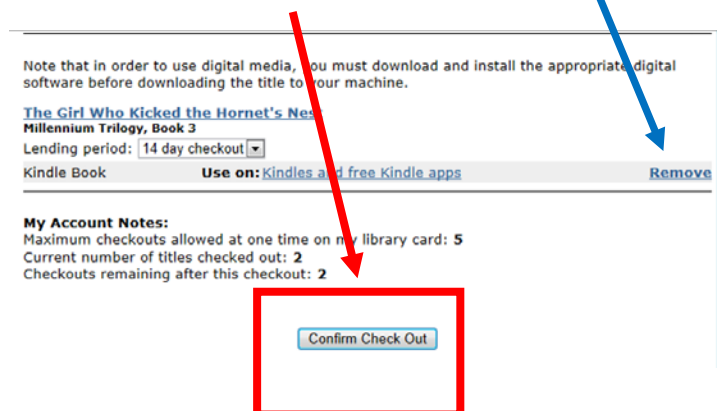 Note that in order to use digital media, you must download and install the appropriate digital
software before downloading the title to your machine.
The Girl Who Kicked the Hornet's Nest
Millennium Trilogy, Book 3
Lending period: 14 day checkout
Kindle Book Use on: Kindles and free Kindle apps Remove
My Account Notes:
Maximum checkouts allowed at one time on my library card: 5
Current number of titles checked out: 2
Checkouts remaining after this checkout: 2
Confirm Check Out